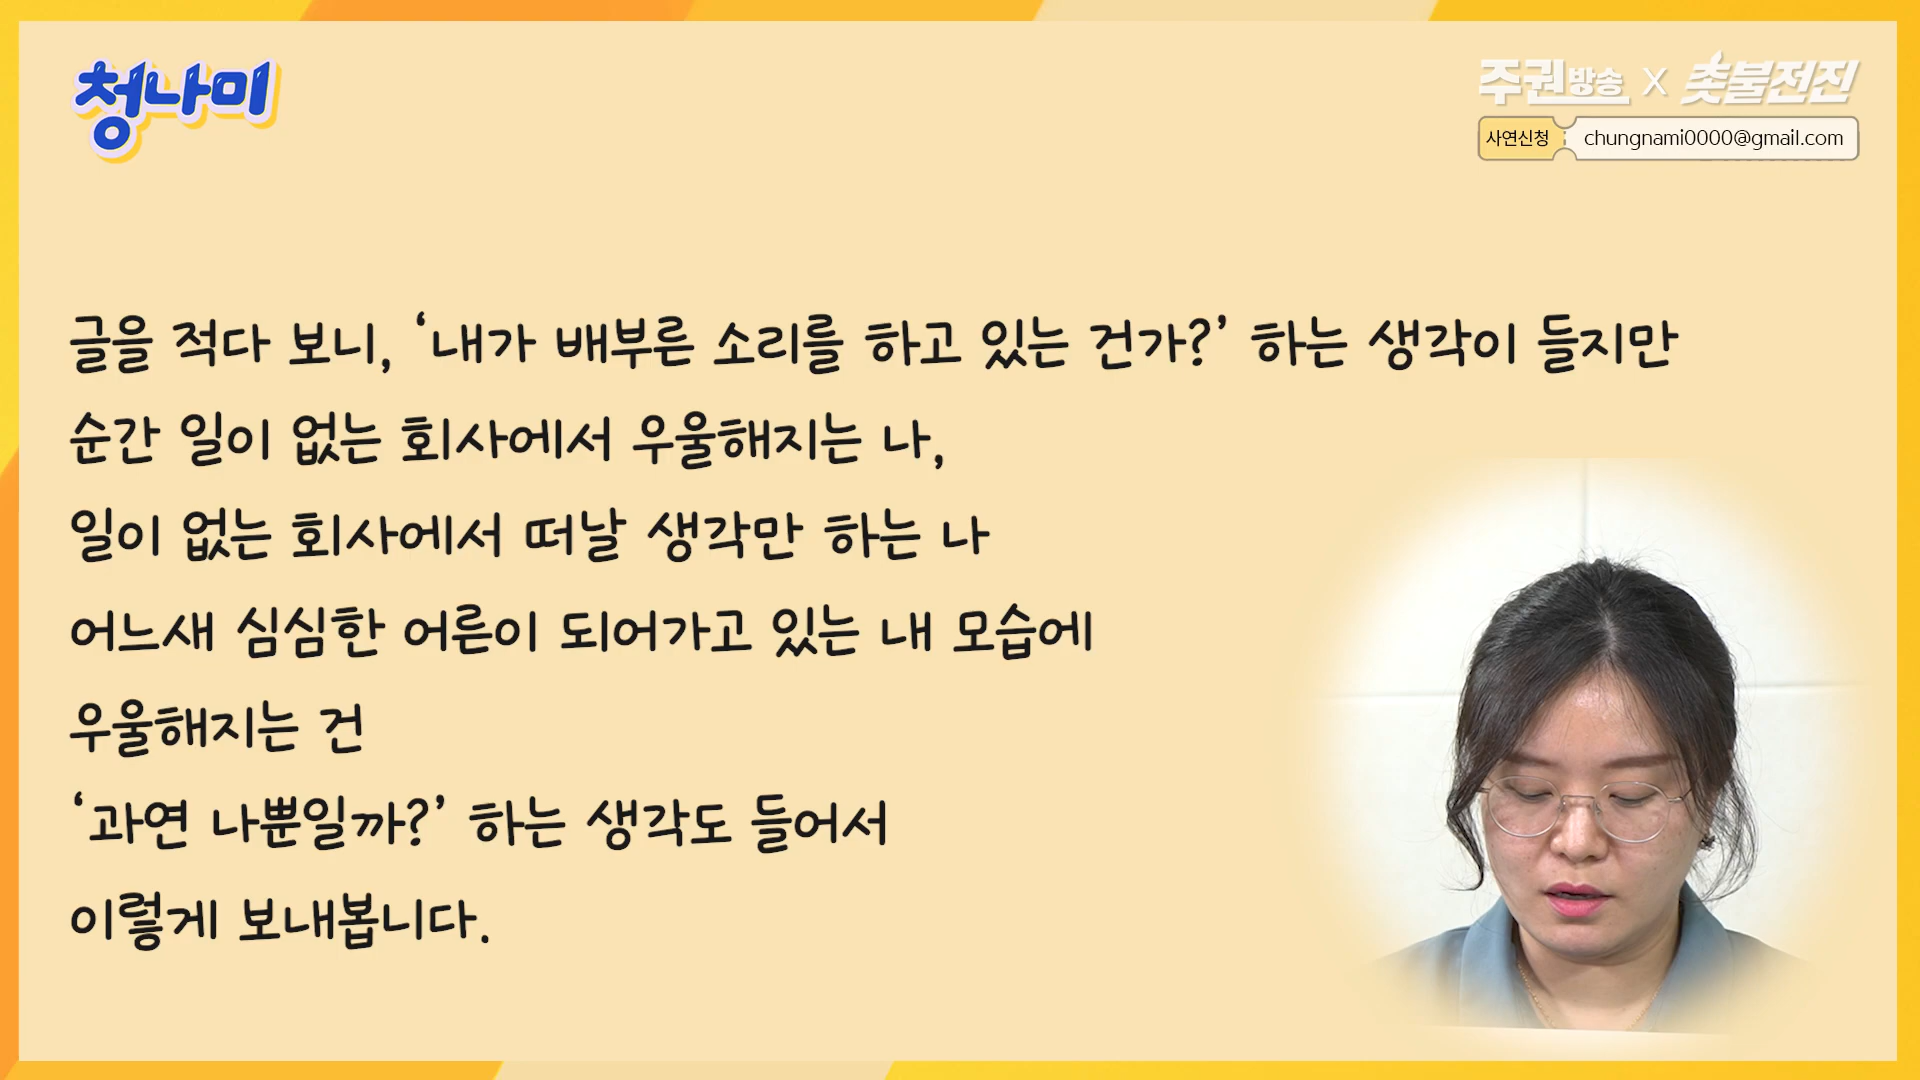 청나미
주권방송 X 촛불전진
사연신청 chungnami0000@gmail.com
글을 적다 보니, ‘내가 배부른 소리를 하고 있는 건가?’ 하는 생각이 들지만
순간 일이 없는 회사에서 우울해지는 나,
일이 없는 회사에서 떠날 생각만 하는 나
어느새 심심한 어른이 되어가고 있는 내 모습에
우울해지는 건
‘과연 나뿐일까?’ 하는 생각도 들어서
이렇게 보내봅니다.